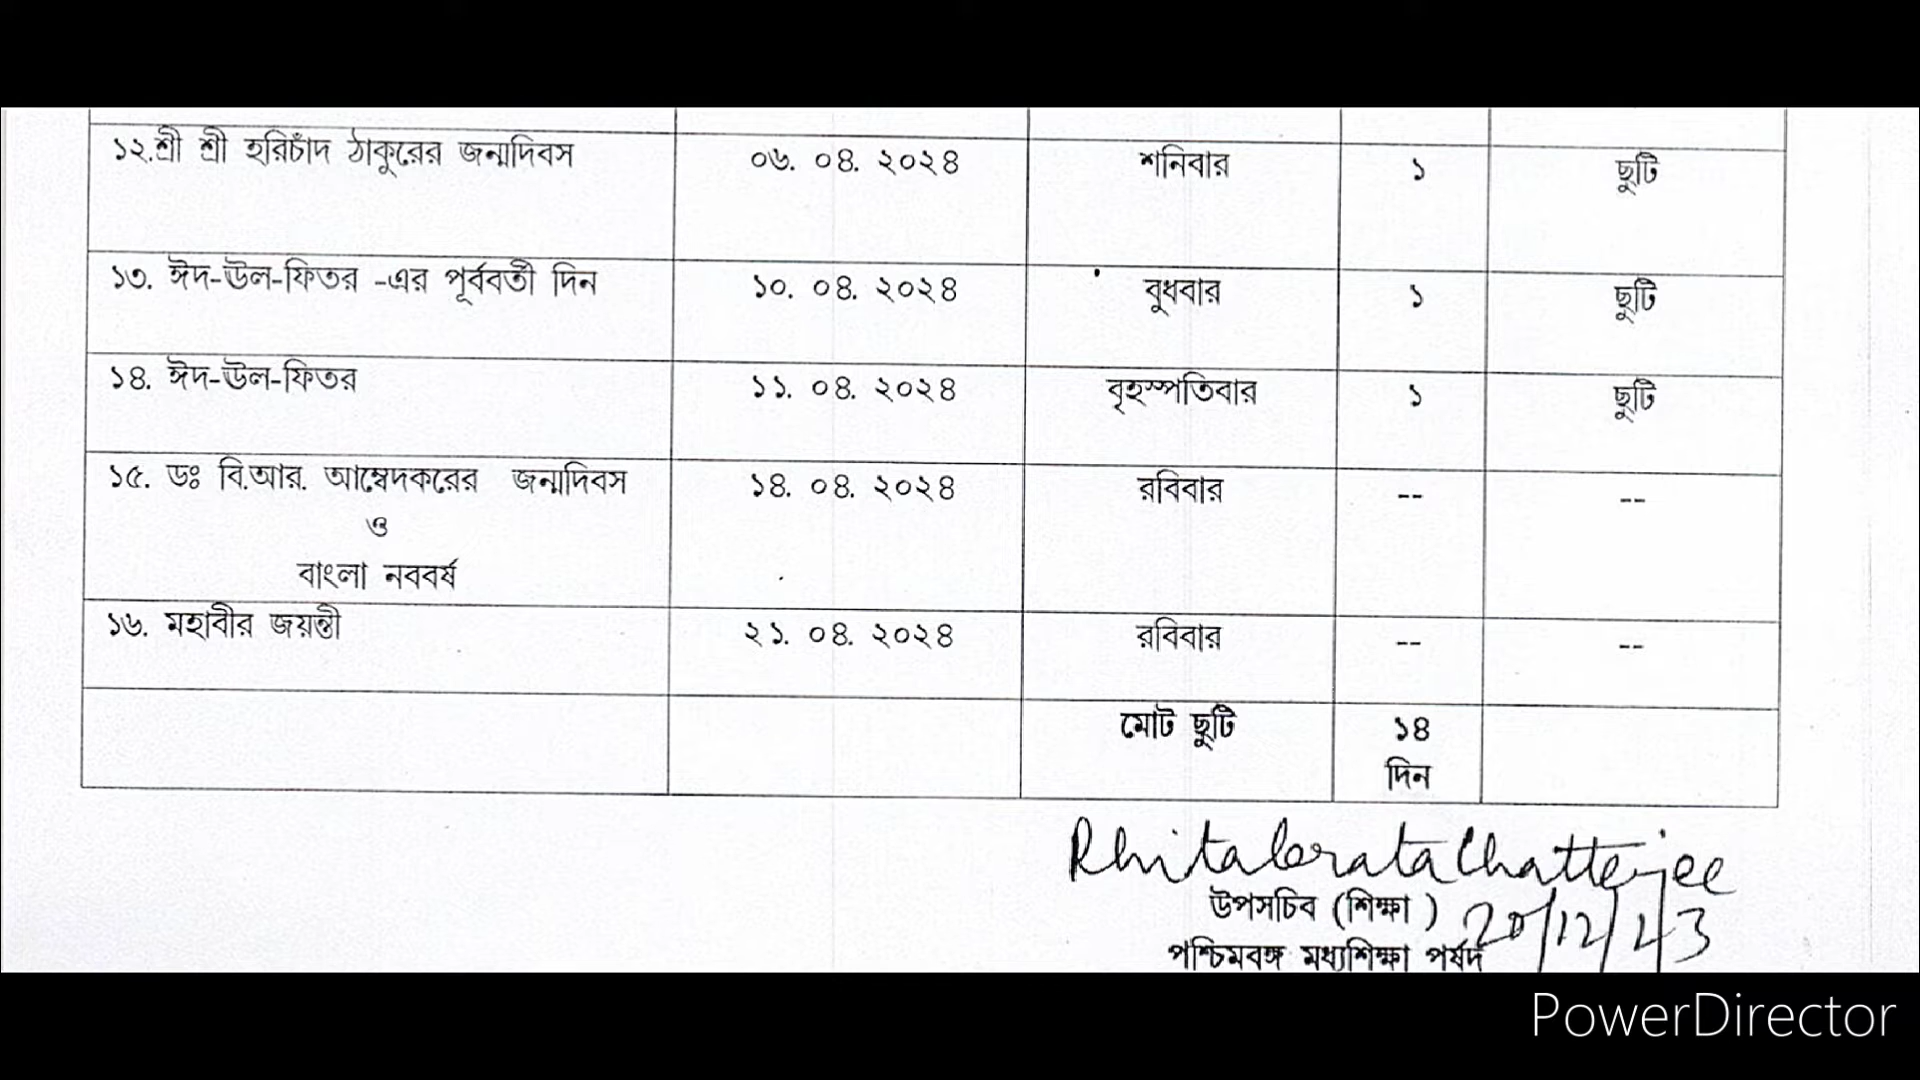 ১২.শ্রী শ্রী হরিচাঁদ ঠাকুরের জন্মদিবস ০৬. ০৪. ২০২৪ শনিবার ১ ছুটি
১৩. ঈদ-ঊল-ফিতর -এর পূর্ববর্তী দিন ১০. ০৪. ২০২৪ বুধবার ১ ছুটি
১৪. ঈদ-ঊল-ফিতর ১১. ০৪. ২০২৪ বৃহস্পতিবার ১ ছুটি
১৫. ডঃ বি.আর. আম্বেদকরের জন্মদিবস ১৪. ০৪. ২০২৪ রবিবার -- --
ও
বাংলা নববর্ষ
১৬. মহাবীর জয়ন্তী ২১. ০৪. ২০২৪ রবিবার -- --
মোট ছুটি ১৪
দিন
Rhitabrata Chatterjee
উপসচিব (শিক্ষা ) 20/12/23
পশ্চিমবঙ্গ মধ্যশিক্ষা পর্ষদ
PowerDirector